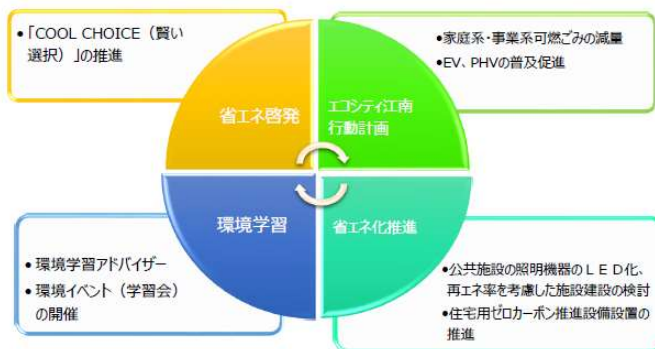 •「COOL CHOICE（賢い
選択）」の推進
•家庭系・事業系可燃ごみの減量
•EV、PHVの普及促進
省エネ啓発
エコシティ江南
行動計画
環境学習
省エネ化推進
•環境学習アドバイザー
•環境イベント（学習会）
の開催
•公共施設の照明機器のＬＥＤ化、
再エネ率を考慮した施設建設の検討
•住宅用ゼロカーボン推進設備設置の
推進